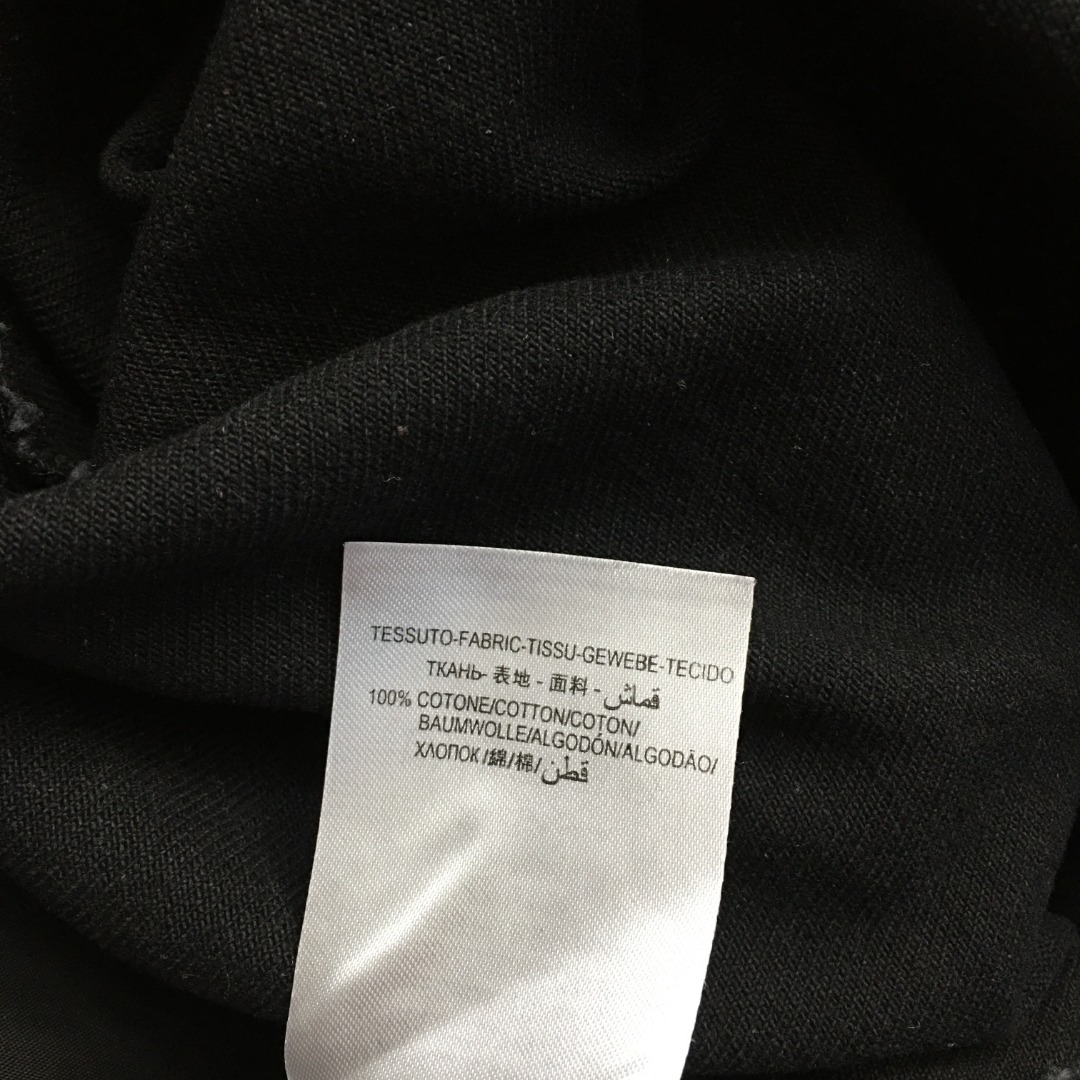 TESSUTO-FABRIC-TISSU-GEWEBE-TECIDO
ТКАНЬ- 表地 - 面料 - قماش
100% COTONE/COTTON/COTON/
BAUMWOLLE/ALGODÓN/ALGODÃO/
ХЛОПОК /綿/棉/قطن